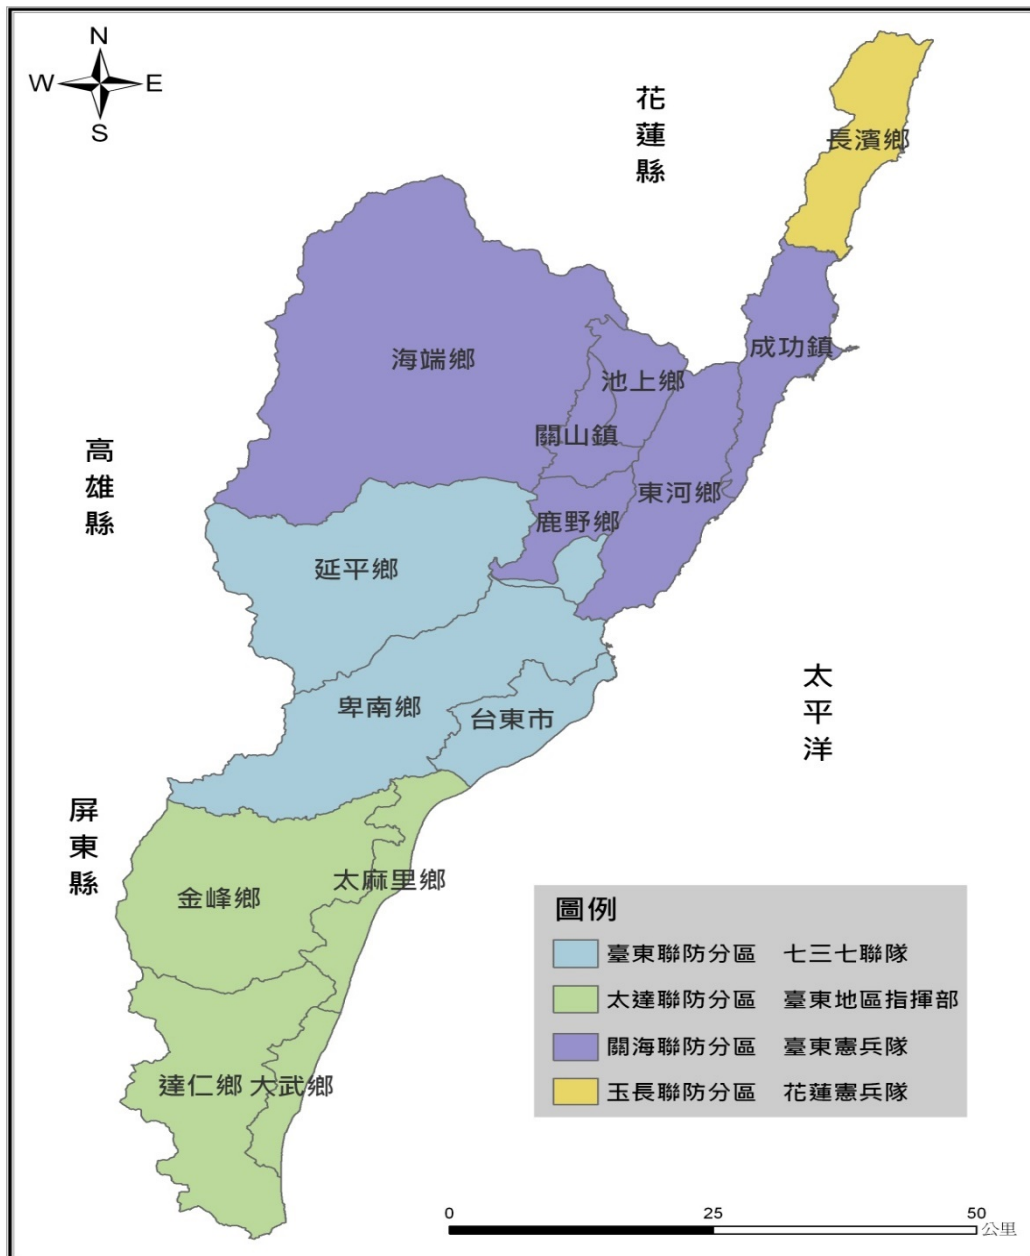 N
W E
S
花蓮縣
長濱鄉
成功鎮
海端鄉
池上鄉
關山鎮
高雄縣
東河鄉
鹿野鄉
延平鄉
太平洋
卑南鄉
台東市
屏東縣
太麻里鄉
金峰鄉
達仁鄉
大武鄉
圖例
臺東聯防分區 七三七聯隊
太達聯防分區 臺東地區指揮部
關海聯防分區 臺東憲兵隊
玉長聯防分區 花蓮憲兵隊
0 25 50
公里